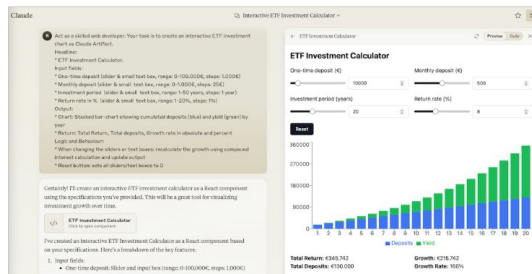 Claude
Interactive ETF Investment Calculator
Act as a skilled web developer. Your task is to create an interactive ETF investment
chart as Claude Artifact.
Headline:
* ETF Investment Calculator.
Input fields:
* One-time deposit (slider & small text box, range: 0-100.000€, steps: 1.000€)
* Monthly deposit (slider & small text box, range: 0-1.000€, steps: 25€)
* Investment period (slider & small text box, range: 1-50 years, steps: 1 year)
* Return rate in % (slider & small text box, range: 1-20%, steps: 1%)
Output:
* Chart: Stacked bar-chart showing cumulated deposits (blue) and yield (green) by
year
* Return: Total Return, Total deposits, Growth rate in absolute and percent
Logic and Behaviour:
* When changing the sliders or text boxes: recalculate the growth using compound
interest calculation and update output
* Reset button: sets all sliders/text boxes to 0
Certainly! I'll create an interactive ETF investment calculator as a React component
using the specifications you've provided. This will be a great tool for visualizing
investment growth over time.
ETF Investment Calculator
Click to open component
I've created an interactive ETF Investment Calculator as a React component based
on your specifications. Here's a breakdown of the key features:
1. Input fields:
• One-time deposit: Slider and input box (range: 0-100,000€, steps: 1,000€)
ETF Investment Calculator
Preview Code
ETF Investment Calculator
One-time deposit (€) Monthly deposit (€)
10000 500
Investment period (years) Return rate (%)
20 8
Reset
360000
270000
180000
90000
0
1 2 3 4 5 6 7 8 9 10 11 12 13 14 15 16 17 18 19 20
Deposits Yield
Total Return: €345.742 Growth: €215.742
Total Deposits: €130.000 Growth Rate: 166%